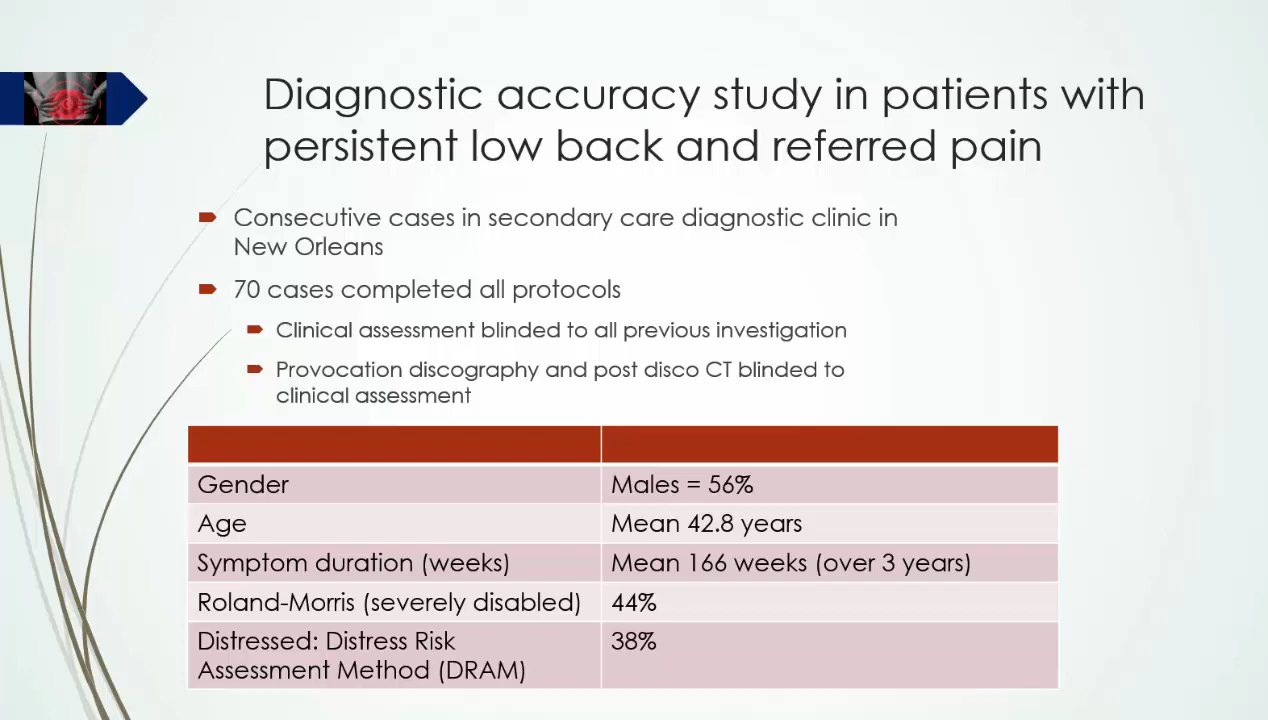 Diagnostic accuracy study in patients with
persistent low back and referred pain
Consecutive cases in secondary care diagnostic clinic in
New Orleans
70 cases completed all protocols
Clinical assessment blinded to all previous investigation
Provocation discography and post disco CT blinded to
clinical assessment
Gender Males = 56%
Age Mean 42.8 years
Symptom duration (weeks) Mean 166 weeks (over 3 years)
Roland-Morris (severely disabled) 44%
Distressed: Distress Risk 38%
Assessment Method (DRAM)